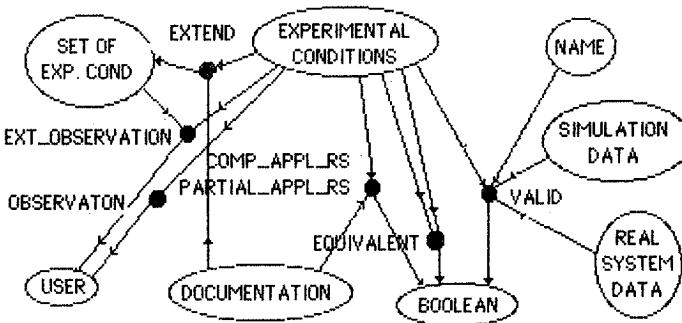 EXTEND
EXPERIMENTAL
CONDITIONS
SET OF
EXP. COND
NAME
EXT_OBSERVATION
SIMULATION
DATA
COMP_APPL_RS
PARTIAL_APPL_RS
OBSERVATON
VALID
EQUIVALENT
REAL
SYSTEM
DATA
USER
DOCUMENTATION
BOOLEAN